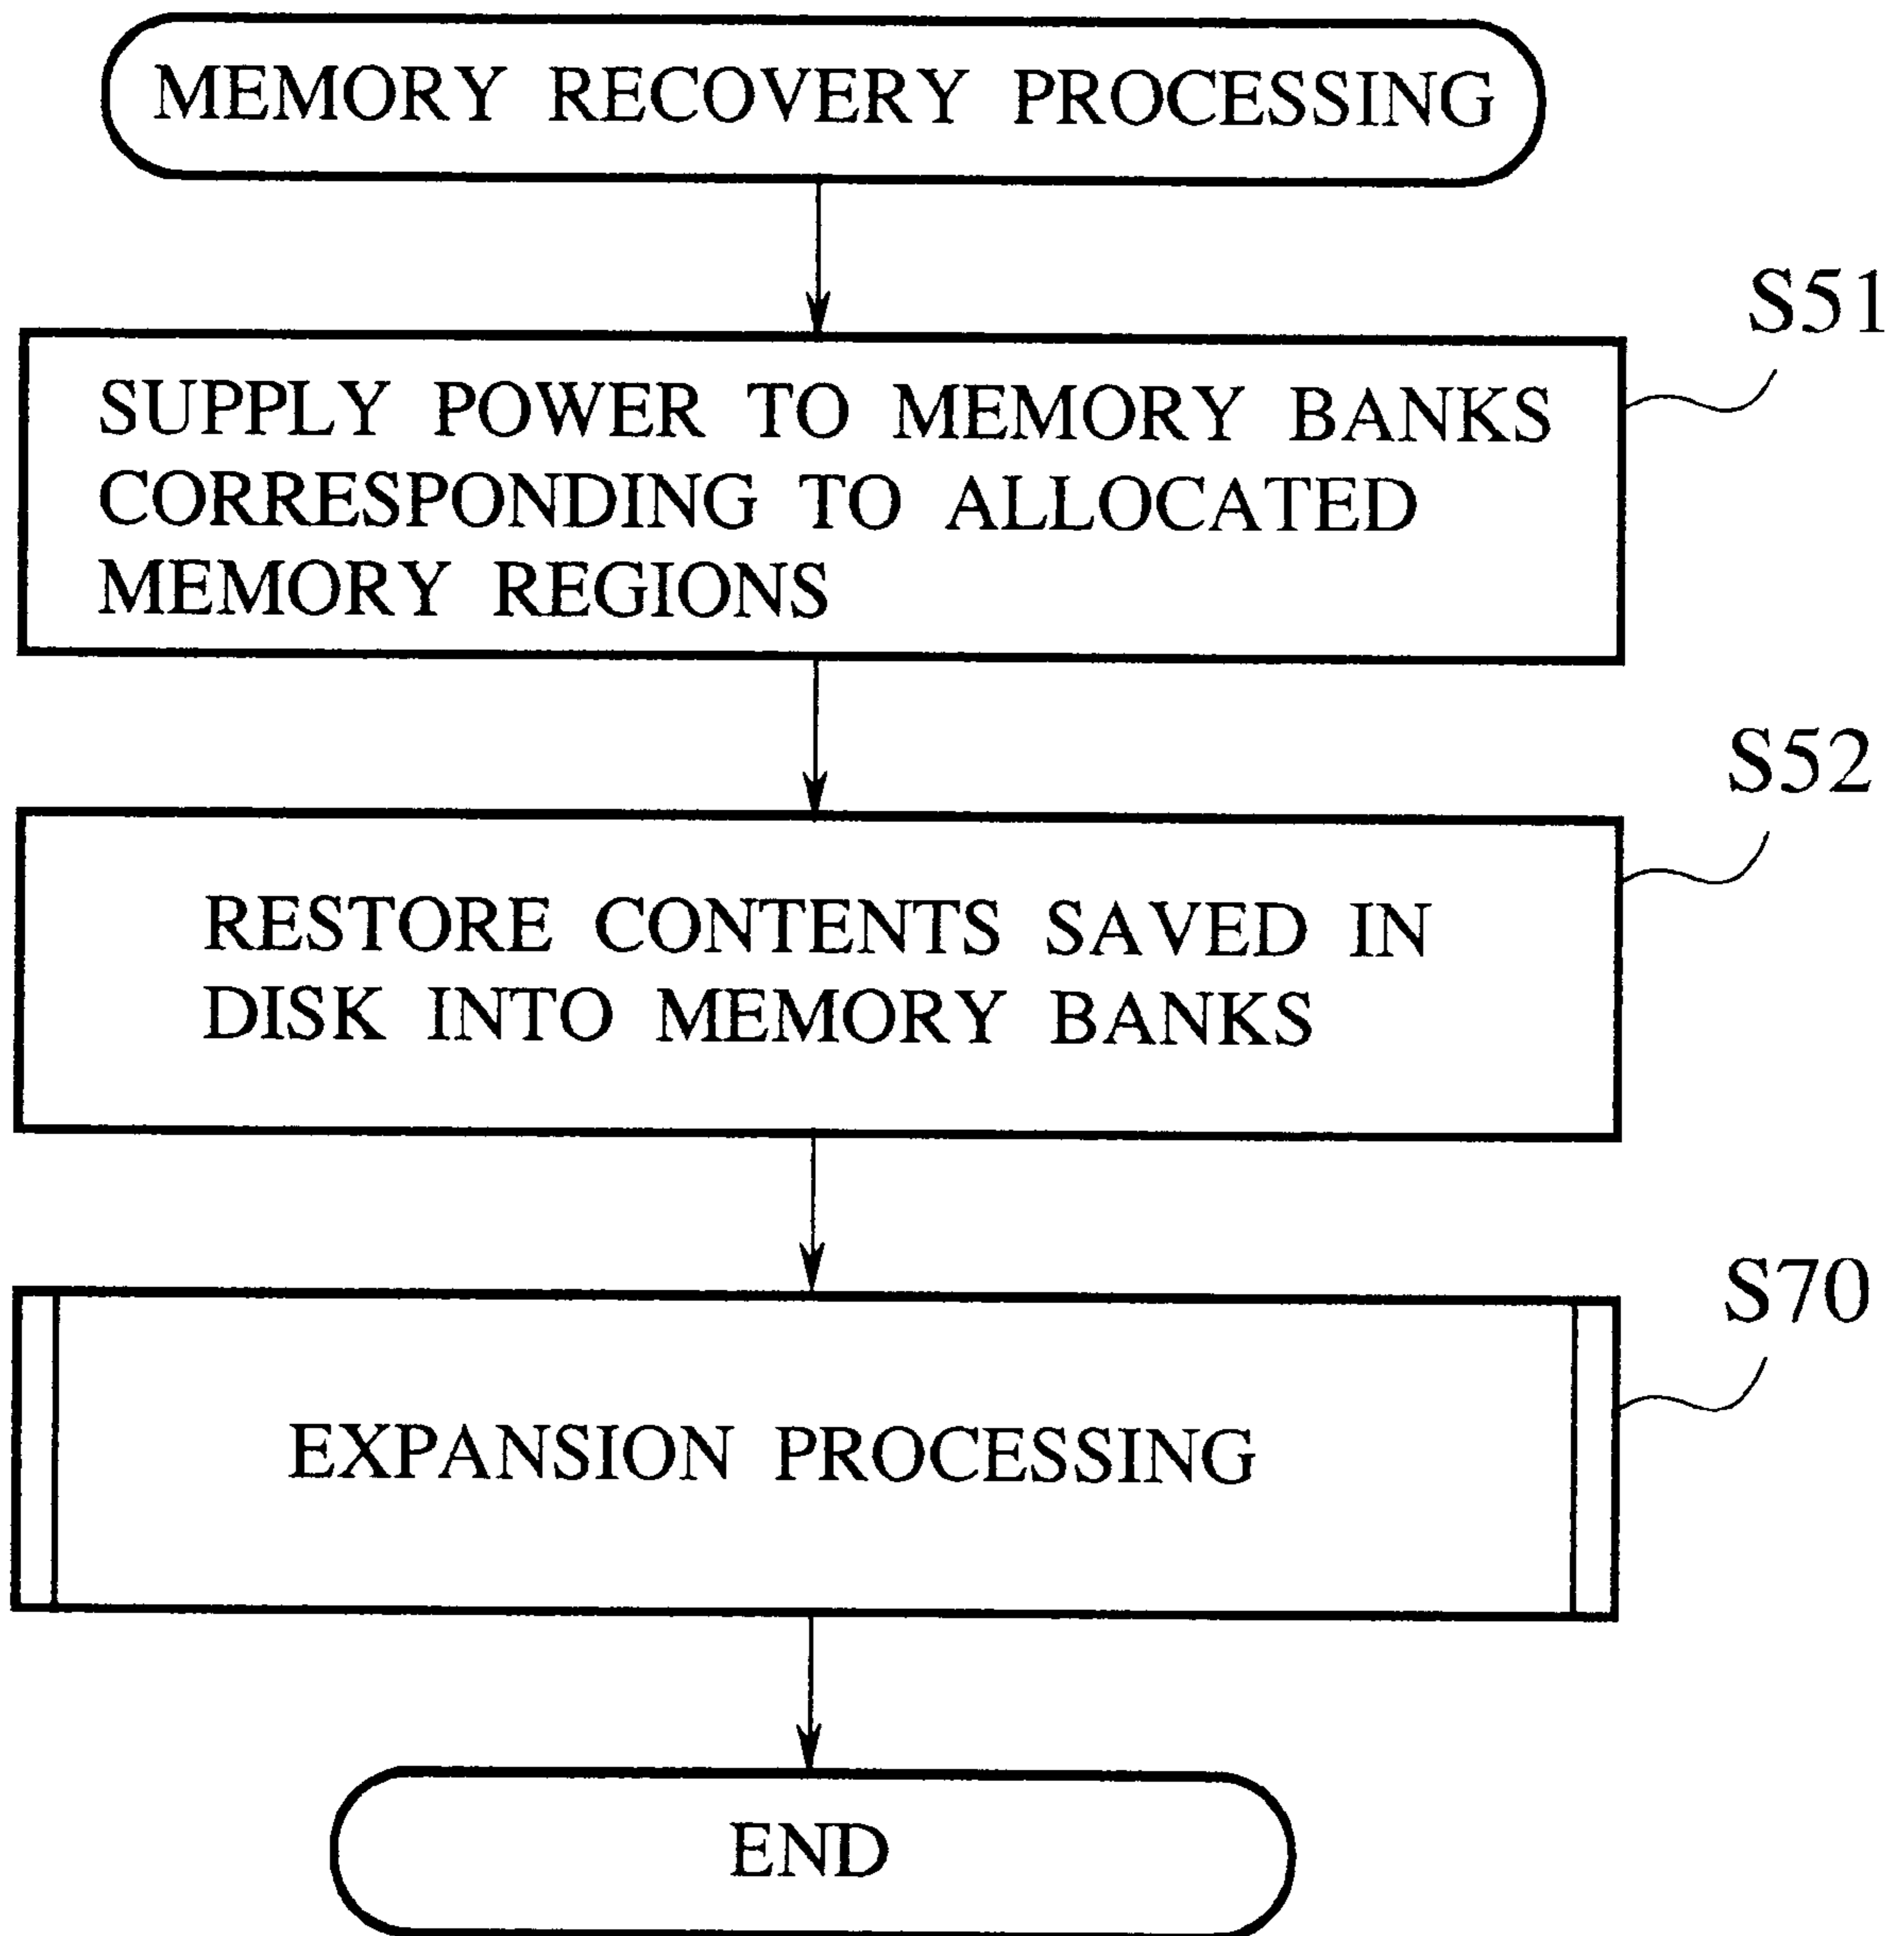 MEMORY RECOVERY PROCESSING
S51
SUPPLY POWER TO MEMORY BANKS
CORRESPONDING TO ALLOCATED
MEMORY REGIONS
S52
RESTORE CONTENTS SAVED IN
DISK INTO MEMORY BANKS
S70
EXPANSION PROCESSING
END